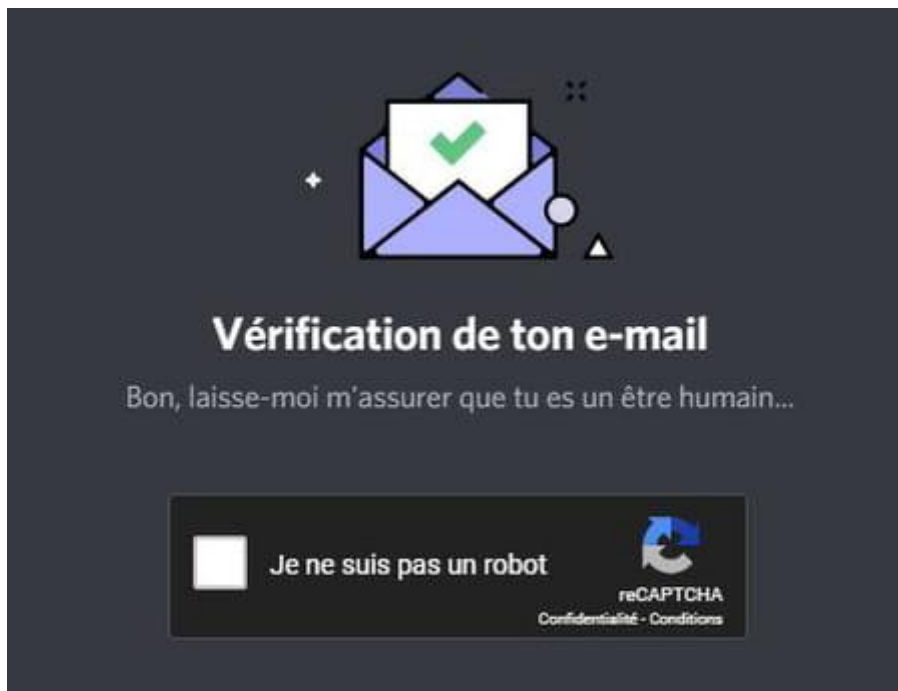 Vérification de ton e-mail
Bon, laisse-moi m'assurer que tu es un être humain...
Je ne suis pas un robot
reCAPTCHA
Confidentialité - Conditions